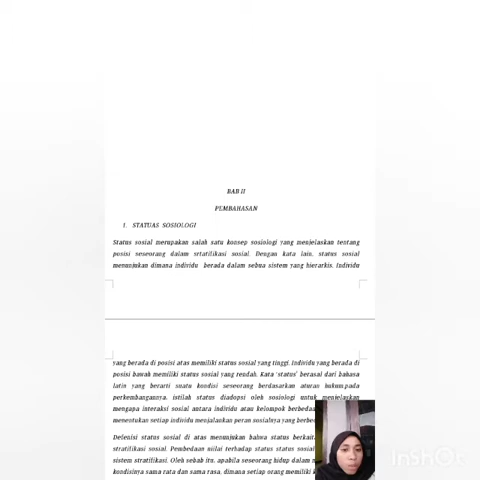 BAB II
PEMBAHASAN
1. STATUAS SOSIOLOGI
Status sosial merupakan salah satu konsep sosiologi yang menjelaskan tentang
posisi seseorang dalam srtatifikasi sosial. Dengan kata lain, status sosial
menunjukan dimana individu berada dalam sebua sistem yang hierarkis. Individu
yang berada di posisi atas memiliki status sosial yang tinggi. Individu yang berada di
posisi bawah memiliki status sosial yang rendah. Kata 'status' berasal dari bahasa
latin yang berarti suatu kondisi seseorang berdasarkan aturan hukum.pada
perkembangannya, istilah status diadopsi oleh sosiologi untuk menjelaskan
mengapa interaksi sosial antara individu atau kelompok berbeda
menentukan setiap individu menjalankan peran sosialnya yang
Defenisi status sosial di atas menunjukan bahwa status
stratifikasi sosial. Pembedaan nilai terhadap status status
sistem stratifikasi. Oleh sebab itu, apabila seseorang hidup dalam
kondisinya sama rata dan sama rasa, dimana setiap orang memiliki
InShot